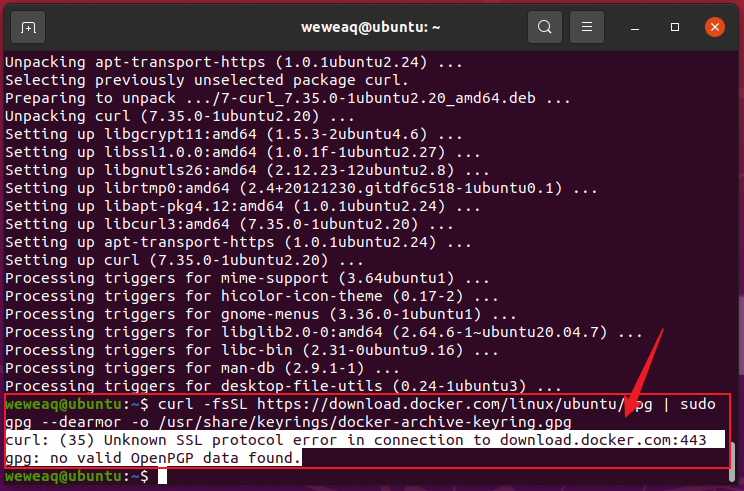 weweaq@ubuntu: ~
Unpacking apt-transport-https (1.0.1ubuntu2.24) ...
Selecting previously unselected package curl.
Preparing to unpack .../7-curl_7.35.0-1ubuntu2.20_amd64.deb ...
Unpacking curl (7.35.0-1ubuntu2.20) ...
Setting up libgcrypt11:amd64 (1.5.3-2ubuntu4.6) ...
Setting up libssl1.0.0:amd64 (1.0.1f-1ubuntu2.27) ...
Setting up libgnutls26:amd64 (2.12.23-12ubuntu2.8) ...
Setting up librtmp0:amd64 (2.4+20121230.gitdf6c518-1ubuntu0.1) ...
Setting up libapt-pkg4.12:amd64 (1.0.1ubuntu2.24) ...
Setting up libcurl3:amd64 (7.35.0-1ubuntu2.20) ...
Setting up apt-transport-https (1.0.1ubuntu2.24) ...
Setting up curl (7.35.0-1ubuntu2.20) ...
Processing triggers for mime-support (3.64ubuntu1) ...
Processing triggers for hicolor-icon-theme (0.17-2) ...
Processing triggers for gnome-menus (3.36.0-1ubuntu1) ...
Processing triggers for libglib2.0-0:amd64 (2.64.6-1~ubuntu20.04.7) ...
Processing triggers for libc-bin (2.31-0ubuntu9.16) ...
Processing triggers for man-db (2.9.1-1) ...
Processing triggers for desktop-file-utils (0.24-1ubuntu3) ...
weweaq@ubuntu:~$ curl -fsSL https://download.docker.com/linux/ubuntu/gpg | sudo
gpg --dearmor -o /usr/share/keyrings/docker-archive-keyring.gpg
curl: (35) Unknown SSL protocol error in connection to download.docker.com:443
gpg: no valid OpenPGP data found.
weweaq@ubuntu:~$